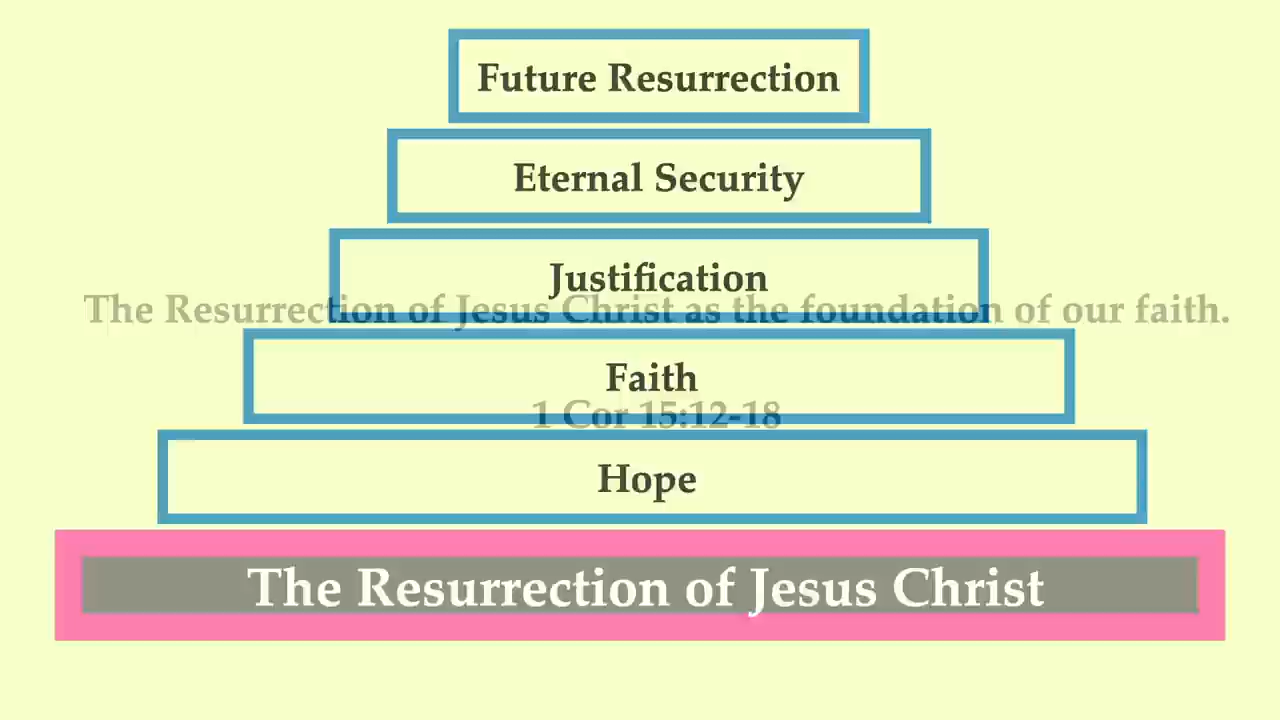 Future Resurrection
Eternal Security
Justification
The Resurrection of Jesus Christ as the foundation of our faith.
Faith
1 Cor 15:12-18
Hope
The Resurrection of Jesus Christ